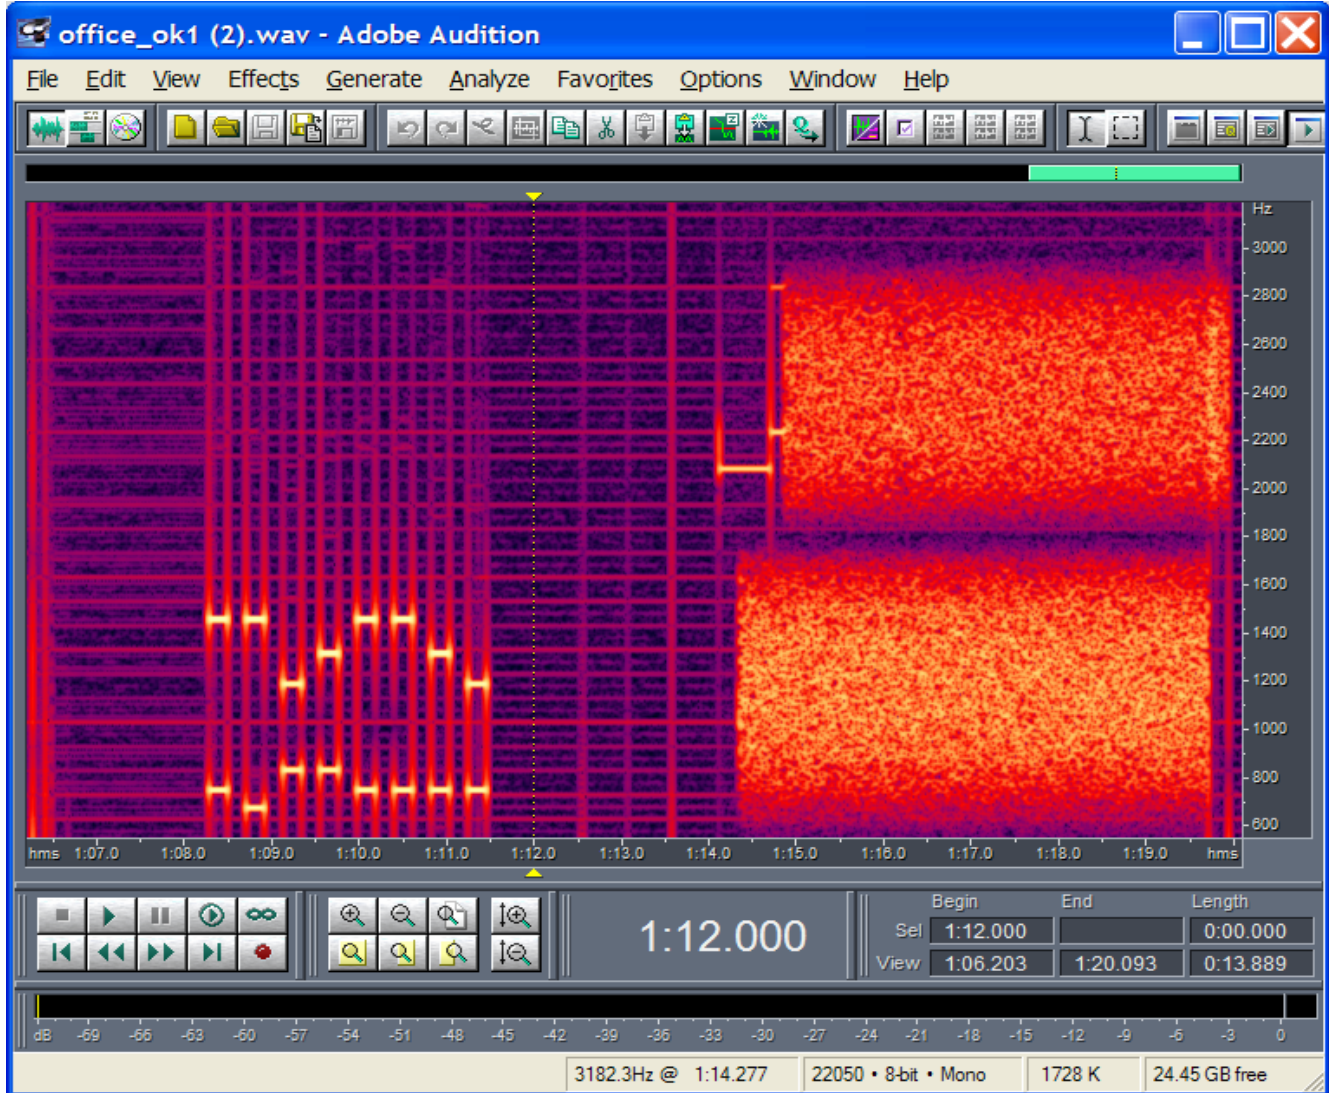 office_ok1 (2).wav - Adobe Audition
File Edit View Effects Generate Analyze Favorites Options Window Help
Hz
3000
2800
2600
2400
2200
2000
1800
1600
1400
1200
1000
800
600
hms 1:07.0 1:08.0 1:09.0 1:10.0 1:11.0 1:12.0 1:13.0 1:14.0 1:15.0 1:16.0 1:17.0 1:18.0 1:19.0 hms
1:12.000
Begin End Length
Sel 1:12.000 0:00.000
View 1:06.203 1:20.093 0:13.889
dB -69 -66 -63 -60 -57 -54 -51 -48 -45 -42 -39 -36 -33 -30 -27 -24 -21 -18 -15 -12 -9 -6 -3 0
3182.3Hz @ 1:14.277 22050 • 8-bit • Mono 1728 K 24.45 GB free